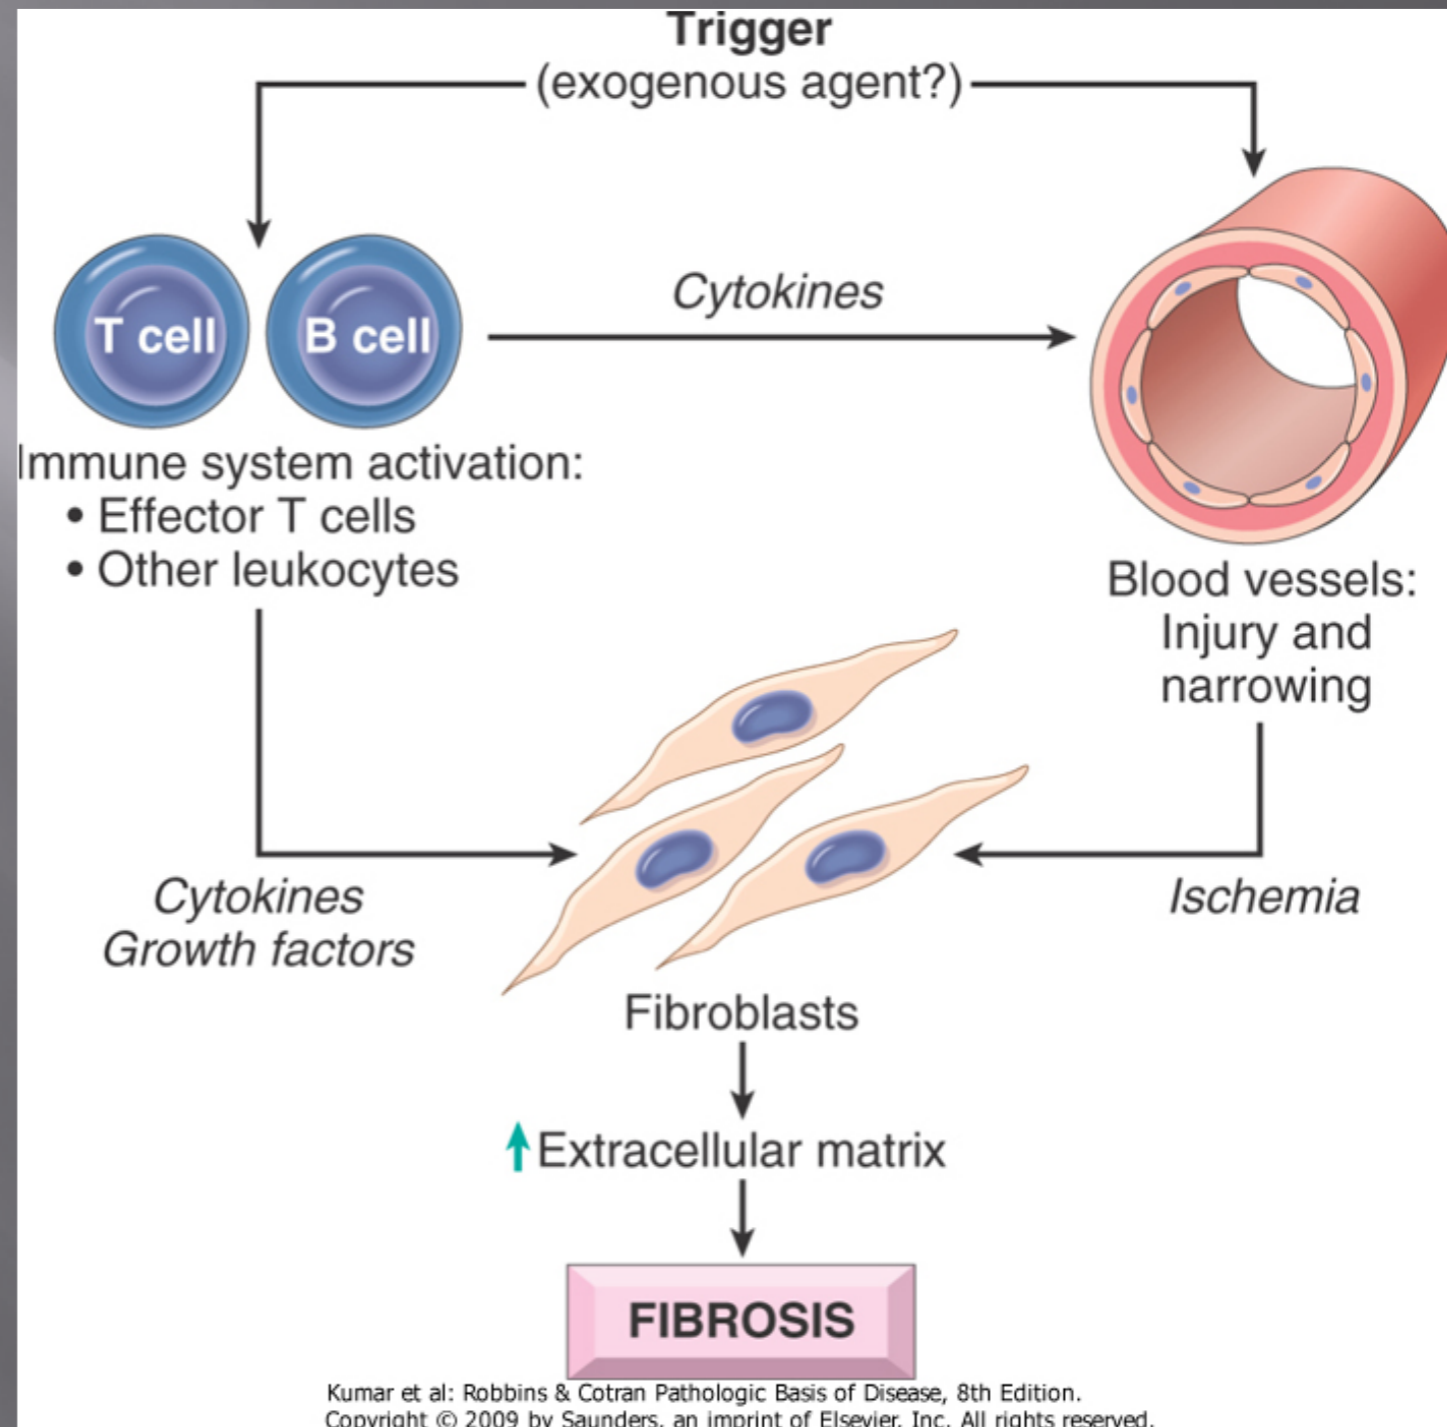 Trigger
(exogenous agent?)
Cytokines
T cell
B cell
Immune system activation:
• Effector T cells
• Other leukocytes
Blood vessels:
Injury and
narrowing
Cytokines
Growth factors
Ischemia
Fibroblasts
Extracellular matrix
FIBROSIS
Kumar et al: Robbins & Cotran Pathologic Basis of Disease, 8th Edition.
Copyright © 2009 by Saunders, an imprint of Elsevier, Inc. All rights reserved.